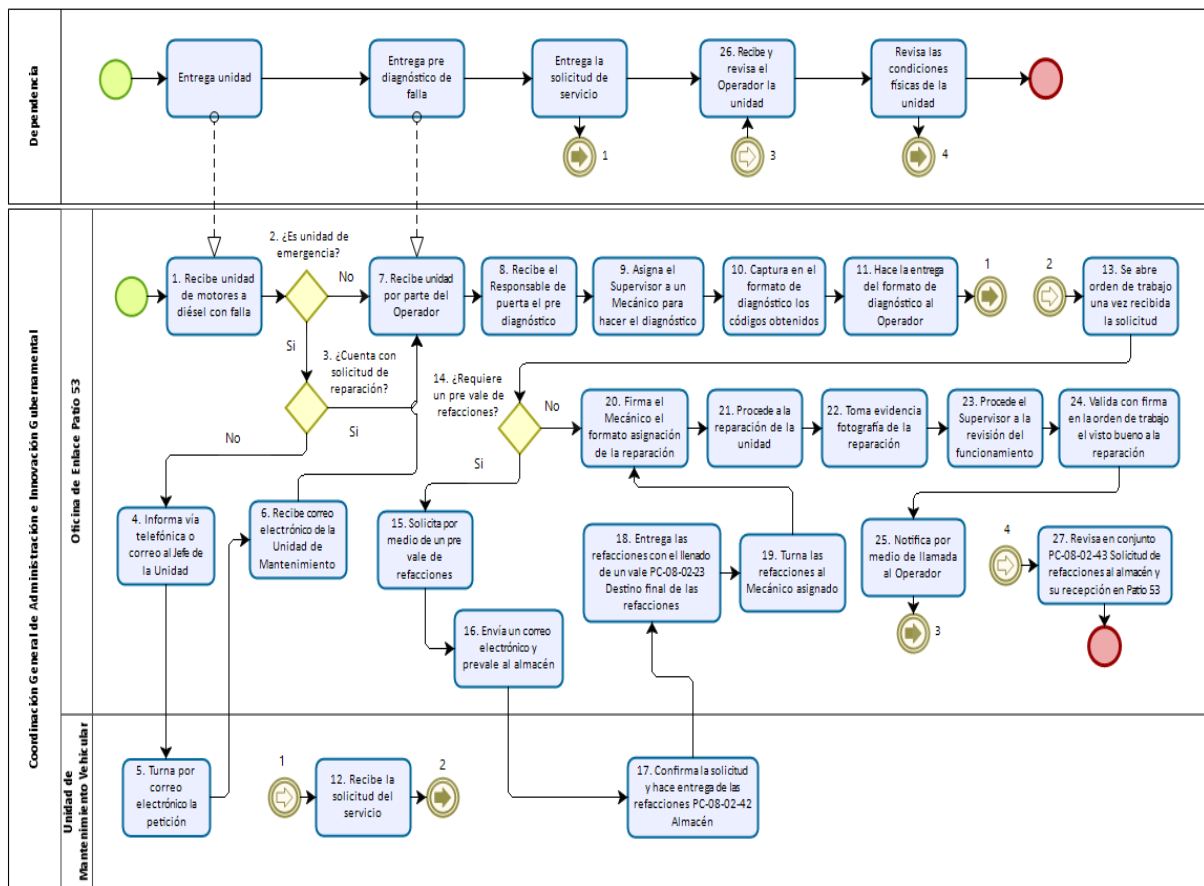 Dependencia
Entrega unidad
Entrega pre
diagnóstico de
falla
Entrega la
solicitud de
servicio
26. Recibe y
revisa el
Operador la
unidad
Revisa las
condiciones
físicas de la
unidad
1
3
4
Coordinación General de Administración e Innovación Gubernamental
Oficina de Enlace Patio 53
1. Recibe unidad
de motores a
diésel con falla
2. ¿Es unidad de
emergencia?
No
Si
7. Recibe unidad
por parte del
Operador
8. Recibe el
Responsable de
puerta el pre
diagnóstico
9. Asigna el
Supervisor a un
Mecánico para
hacer el diagnóstico
10. Captura en el
formato de
diagnóstico los
códigos obtenidos
11. Hace la entrega
del formato de
diagnóstico al
Operador
1
2
13. Se abre
orden de trabajo
una vez recibida
la solicitud
3. ¿Cuenta con
solicitud de
reparación?
No
Si
14. ¿Requiere
un pre vale de
refacciones?
No
Si
20. Firma el
Mecánico el
formato asignación
de la reparación
21. Procede a la
reparación de la
unidad
22. Toma evidencia
fotografía de la
reparación
23. Procede el
Supervisor a la
revisión del
funcionamiento
24. Valida con firma
en la orden de trabajo
el visto bueno a la
reparación
4. Informa vía
telefónica o
correo al Jefe de
la Unidad
6. Recibe correo
electrónico de la
Unidad de
Mantenimiento
15. Solicita por
medio de un pre
vale de
refacciones
18. Entrega las
refacciones con el llenado
de un vale PC-08-02-23
Destino final de las
refacciones
19. Turna las
refacciones al
Mecánico asignado
25. Notifica por
medio de llamada
al Operador
3
4
27. Revisa en conjunto
PC-08-02-43 Solicitud de
refacciones al almacén y
su recepción en Patio 53
16. Envía un correo
electrónico y
prevale al almacén
Unidad de
Mantenimiento Vehicular
5. Turna por
correo
electrónico la
petición
1
12. Recibe la
solicitud del
servicio
2
17. Confirma la solicitud
y hace entrega de las
refacciones PC-08-02-42
Almacén